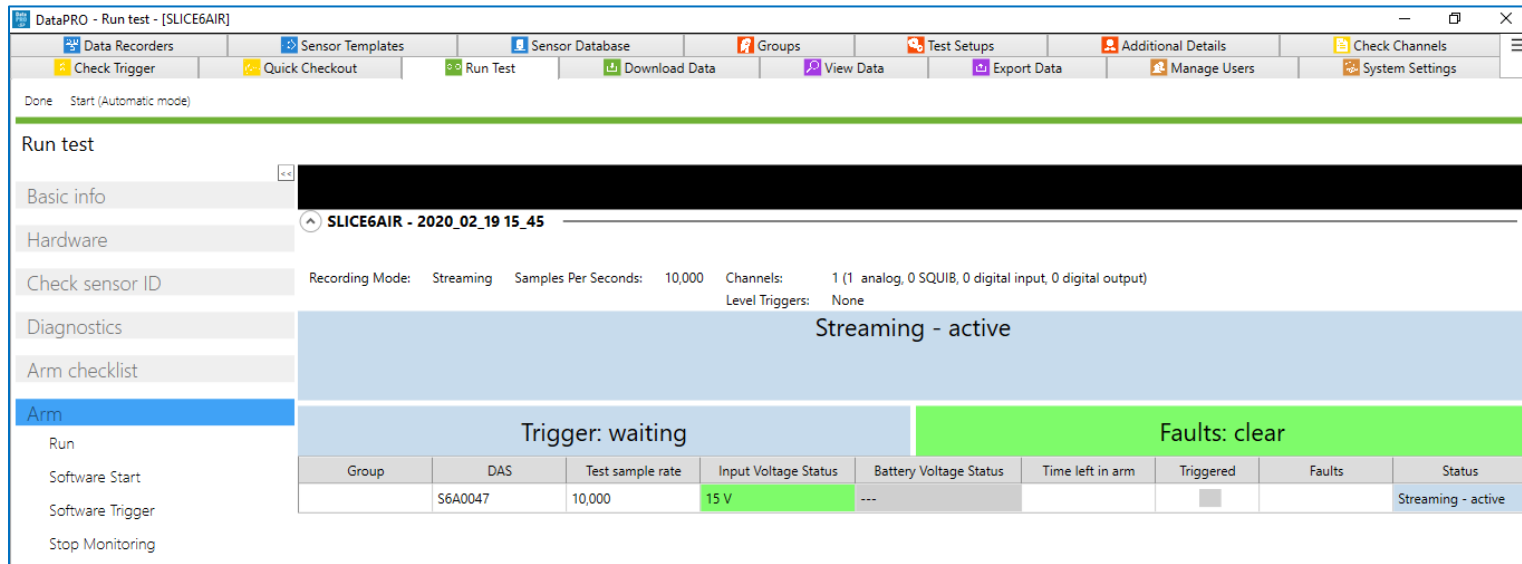 DataPRO - Run test - [SLICE6AIR]
Data Recorders Sensor Templates Sensor Database Groups Test Setups Additional Details Check Channels
Check Trigger Quick Checkout Run Test Download Data View Data Export Data Manage Users System Settings
Done Start (Automatic mode)
Run test
<<
Basic info
Hardware
Check sensor ID
Diagnostics
Arm checklist
Arm
Run
Software Start
Software Trigger
Stop Monitoring
SLICE6AIR - 2020_02_19 15_45
Recording Mode: Streaming Samples Per Seconds: 10,000 Channels: 1 (1 analog, 0 SQUIB, 0 digital input, 0 digital output)
Level Triggers: None
Streaming - active
Trigger: waiting Faults: clear
Group DAS Test sample rate Input Voltage Status Battery Voltage Status Time left in arm Triggered Faults Status
S6A0047 10,000 15 V --- Streaming - active